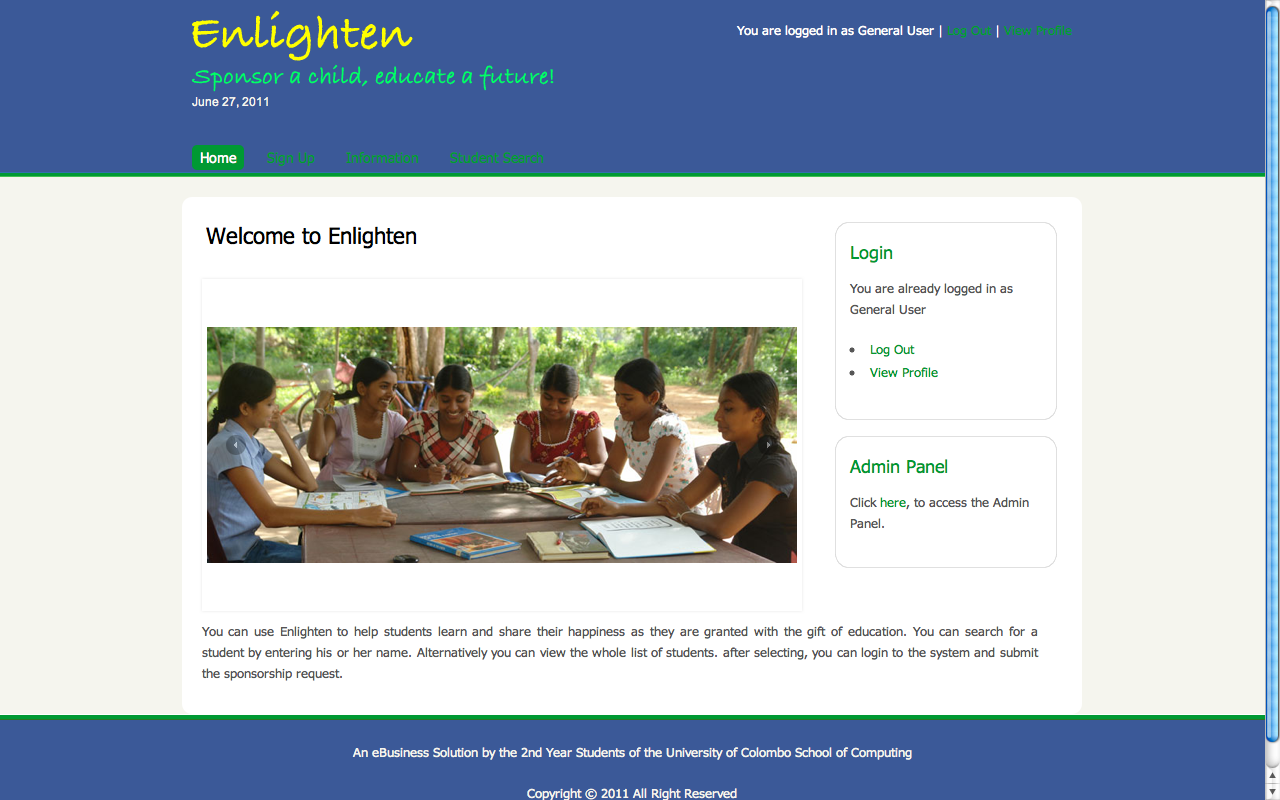 Enlighten
You are logged in as General User | Log Out | View Profile
Sponsor a child, educate a future!
June 27, 2011
Home Sign Up Information Student Search
Welcome to Enlighten
Login
You are already logged in as
General User
Log Out
View Profile
Admin Panel
Click here, to access the Admin
Panel.
You can use Enlighten to help students learn and share their happiness as they are granted with the gift of education. You can search for a
student by entering his or her name. Alternatively you can view the whole list of students. after selecting, you can login to the system and submit
the sponsorship request.
An eBusiness Solution by the 2nd Year Students of the University of Colombo School of Computing
Copyright © 2011 All Right Reserved